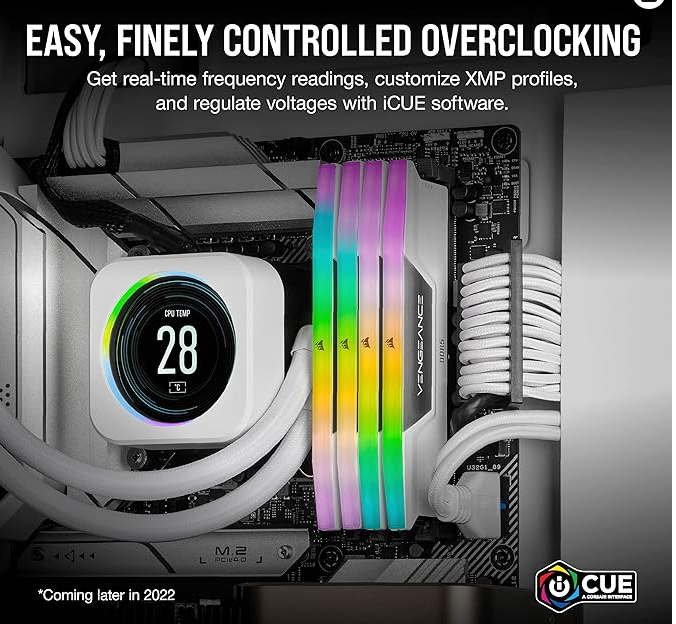 EASY, FINELY CONTROLLED OVERCLOCKING
Get real-time frequency readings, customize XMP profiles,
and regulate voltages with iCUE software.
CPU TEMP
28
°C
VENGEANCE
DDR5
U32G1_89
M.2
PCIe4.0
*Coming later in 2022
iCUE
A CORSAIR INTERFACE